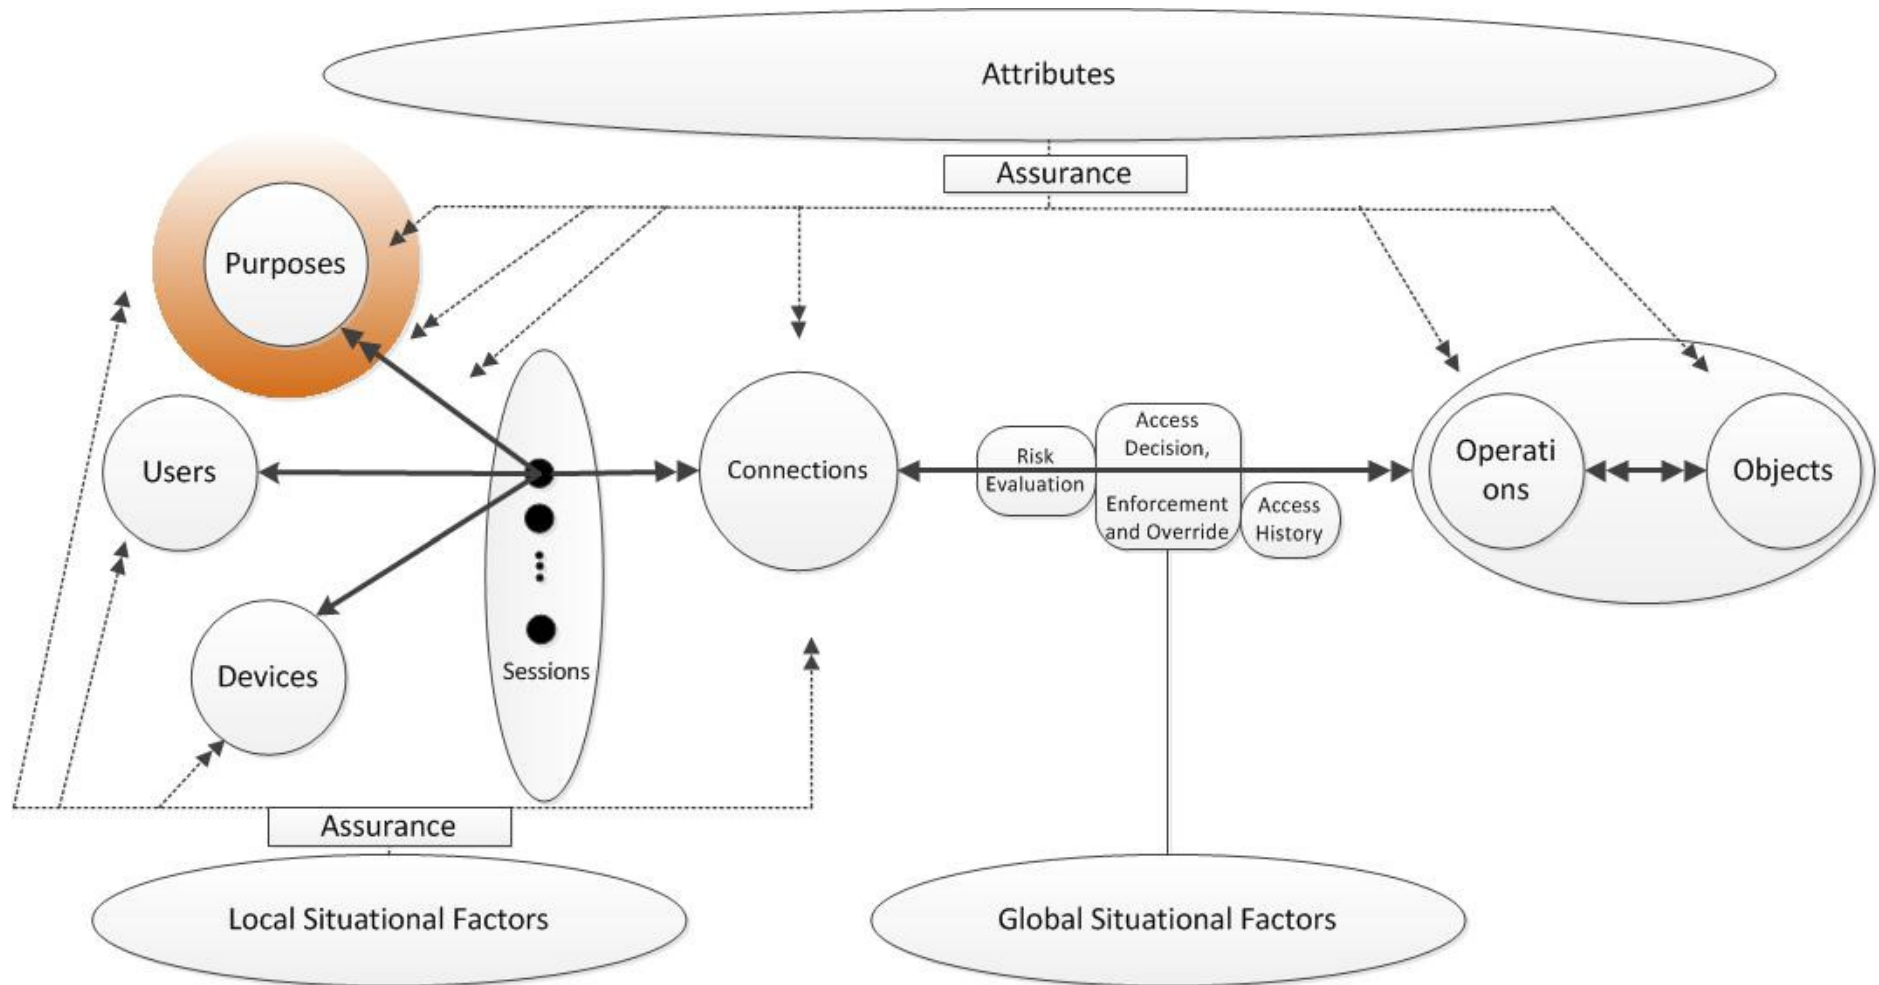 Attributes
Assurance
Purposes
Users
Devices
Sessions
Connections
Risk
Evaluation
Access
Decision,
Enforcement
and Override
Access
History
Operati
ons
Objects
Assurance
Local Situational Factors
Global Situational Factors